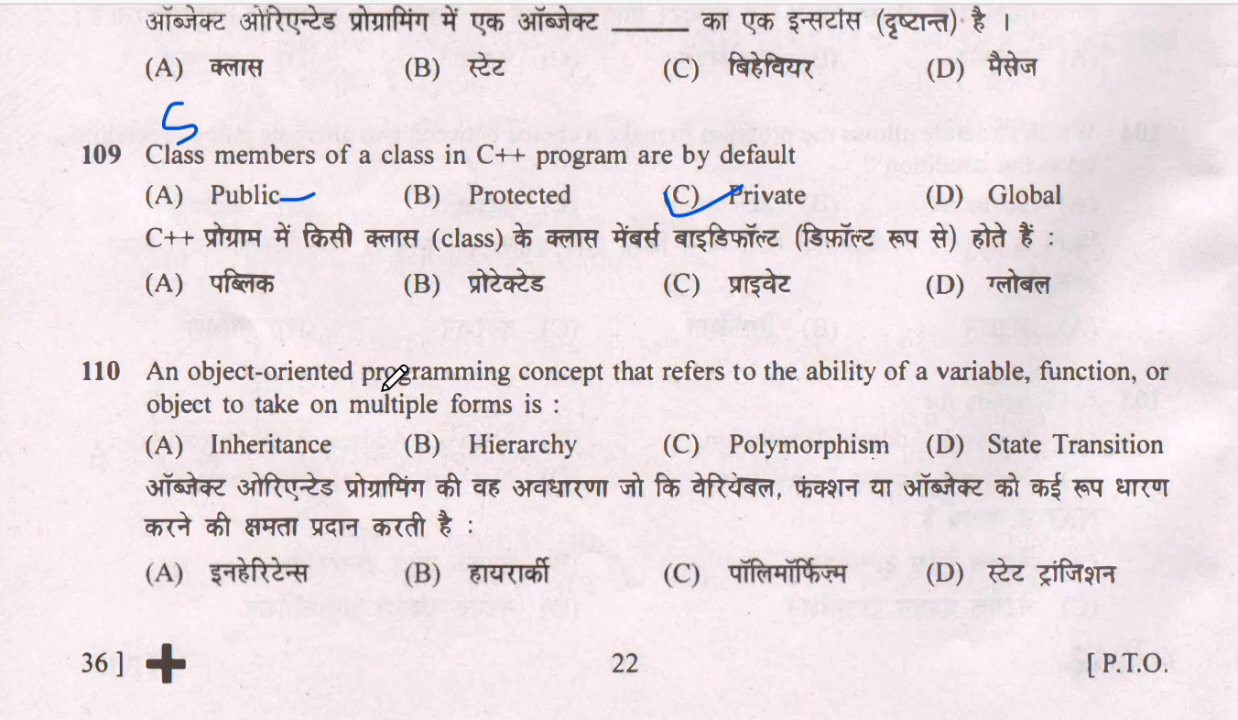 ऑब्जेक्ट ओरिएन्टेड प्रोग्रामिंग में एक ऑब्जेक्ट ________ का एक इन्सटांस (दृष्टान्त) है ।
(A) क्लास (B) स्टेट (C) बिहेवियर (D) मैसेज
109 Class members of a class in C++ program are by default
(A) Public (B) Protected (C) Private (D) Global
C++ प्रोग्राम में किसी क्लास (class) के क्लास मेंबर्स बाइडिफॉल्ट (डिफ़ॉल्ट रूप से) होते हैं :
(A) पब्लिक (B) प्रोटेक्टेड (C) प्राइवेट (D) ग्लोबल
110 An object-oriented programming concept that refers to the ability of a variable, function, or
object to take on multiple forms is :
(A) Inheritance (B) Hierarchy (C) Polymorphism (D) State Transition
ऑब्जेक्ट ओरिएन्टेड प्रोग्रामिंग की वह अवधारणा जो कि वेरियेबल, फंक्शन या ऑब्जेक्ट को कई रूप धारण
करने की क्षमता प्रदान करती है :
(A) इनहेरिटेन्स (B) हायरार्की (C) पॉलिमॉर्फिज़्म (D) स्टेट ट्रांजिशन
36 ] 22 [ P.T.O.